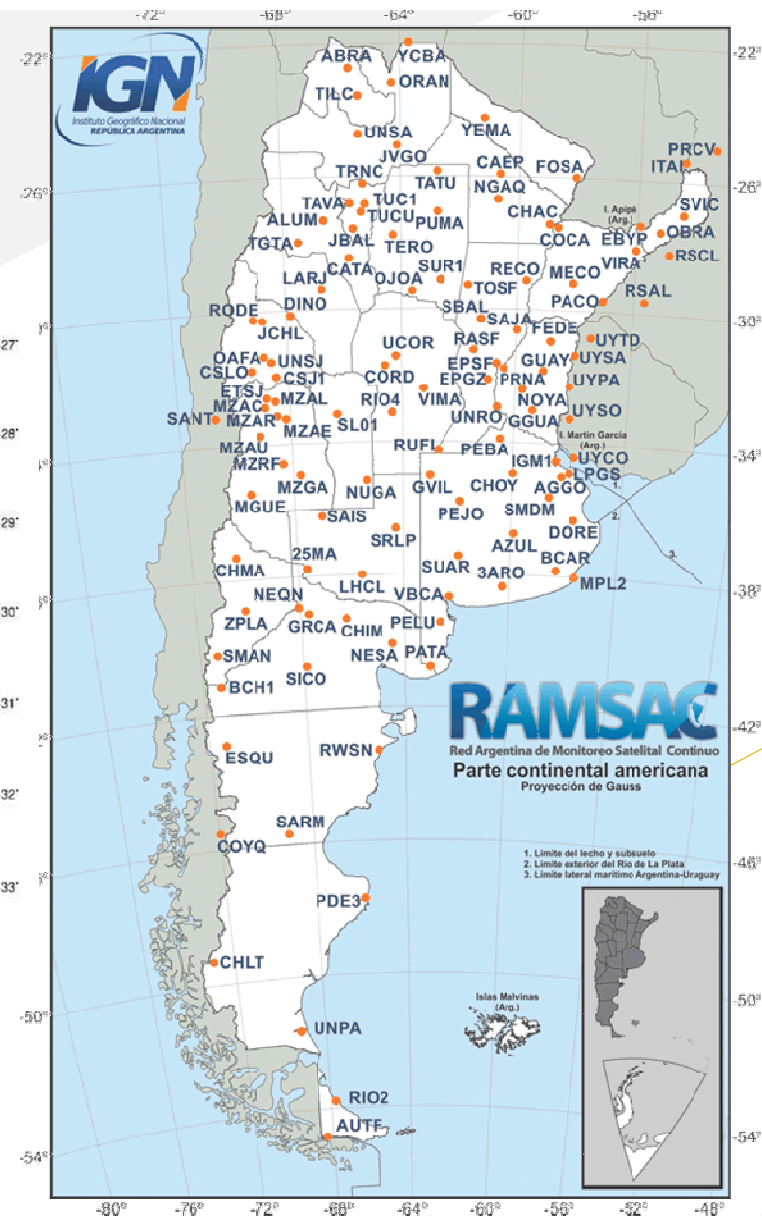 -72° -68° -64° -60° -56°
-22° -22°
IGN
Instituto Geográfico Nacional
REPÚBLICA ARGENTINA
ABRA YCBA
ORAN
TILC
UNSA YEMA
JVGO PRCV
CAEP FOSA ITAI
TRNC
TATU NGAQ
-26° -26°
TAVA TUC1 SVIC
I. Apipé
(Arg.)
TUCU CHAC
ALUM PUMA
COCA EBYP OBRA
TGTA JBAL TERO
VIRA RSCL
CATA SUR1 RECO MECO
LARJ OJOA TOSF
RSAL
DINO SBAL PACO
RODE SAJA -30°
JCHL FEDE
RASF UYTD
27'
UCOR
OAFA UNSJ EPSF GUAY UYSA
CSLO CSJ1 CORD EPGZ PRNA UYPA
ETSJ MZAL RIO4 VIMA NOYA
MZAC UYSO
SANT MZAR SL01 UNRO GGUA
MZAE
28'
I. Martín García
(Arg.)
MZAU RUFI PEBA
-34°
MZRF IGM1 UYCO
LPGS
MZGA NUGA GVIL CHOY AGGO
1.
MGUE PEJO SMDM
2.
29' SAIS
SRLP DORE
AZUL
3.
25MA BCAR
CHMA SUAR 3ARO MPL2
LHCL VBCA -38°
NEQN
30'
ZPLA GRCA CHIM PELU
SMAN NESA PATA
SICO
BCH1
31'
RAMSAC
-42°
Red Argentina de Monitoreo Satelital Continuo
ESQU RWSN
Parte continental americana
Proyección de Gauss
32'
SARM
COYQ
1. Límite del lecho y subsuelo
2. Límite exterior del Río de La Plata
-46°
3. Límite lateral marítimo Argentina-Uruguay
33'
PDE3
CHLT
Islas Malvinas
(Arg.)
-50°
-50°
UNPA
RIO2
AUTF
-54°
-54°
-80° -76° -72° -68° -64° -60° -56° -52° -48°